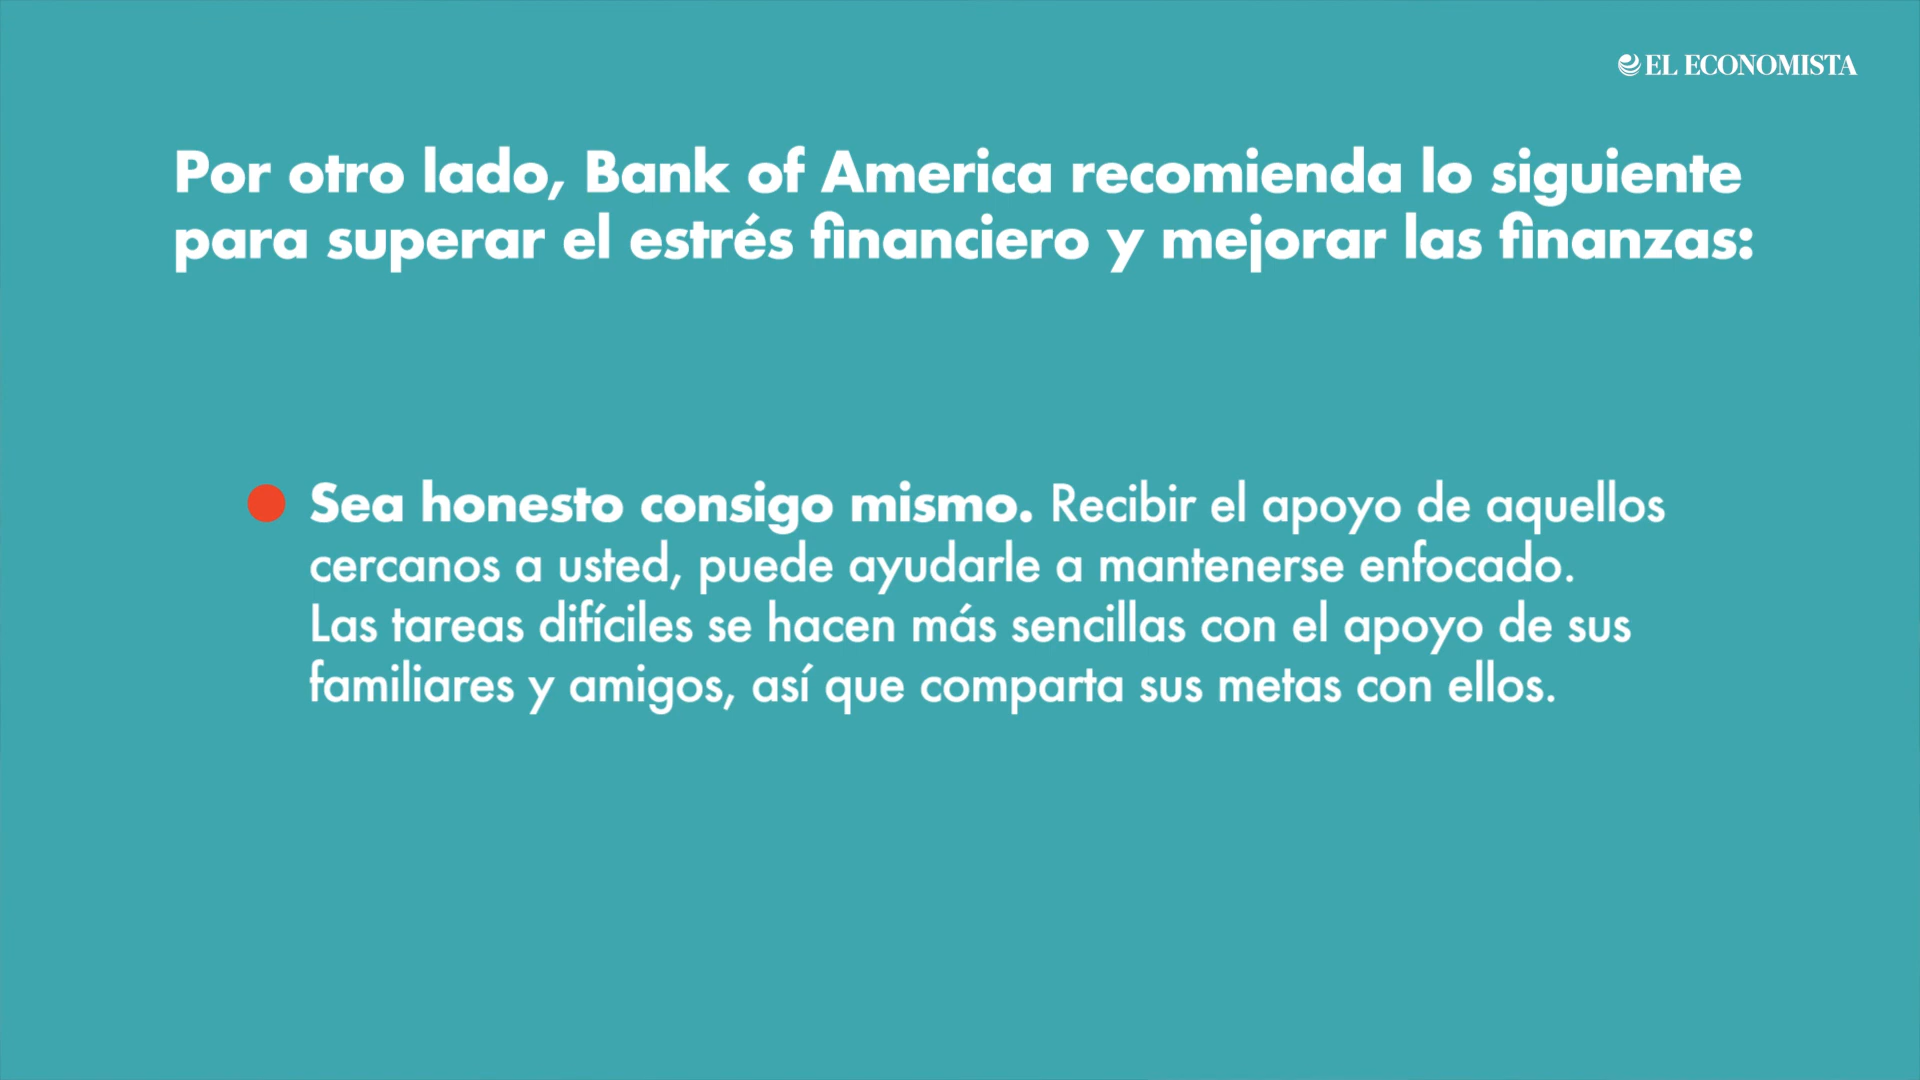 EL ECONOMISTA
Por otro lado, Bank of America recomienda lo siguiente
para superar el estrés financiero y mejorar las finanzas:
Sea honesto consigo mismo. Recibir el apoyo de aquellos
cercanos a usted, puede ayudarle a mantenerse enfocado.
Las tareas difíciles se hacen más sencillas con el apoyo de sus
familiares y amigos, así que comparta sus metas con ellos.